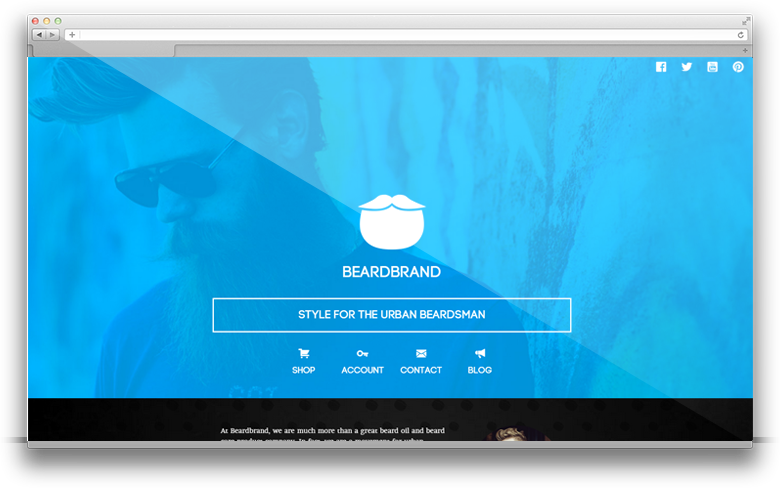 BEARDBRAND
STYLE FOR THE URBAN BEARDSMAN
SHOP ACCOUNT CONTACT BLOG
At Beardbrand, we are much more than a great beard oil and beard